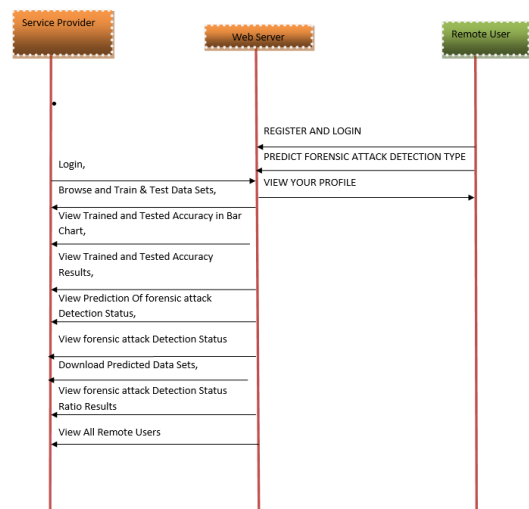 Service Provider
Web Server
Remote User
REGISTER AND LOGIN
PREDICT FORENSIC ATTACK DETECTION TYPE
VIEW YOUR PROFILE
Login,
Browse and Train & Test Data Sets,
View Trained and Tested Accuracy in Bar
Chart,
View Trained and Tested Accuracy
Results,
View Prediction Of forensic attack
Detection Status,
View forensic attack Detection Status
Download Predicted Data Sets,
View forensic attack Detection Status
Ratio Results
View All Remote Users